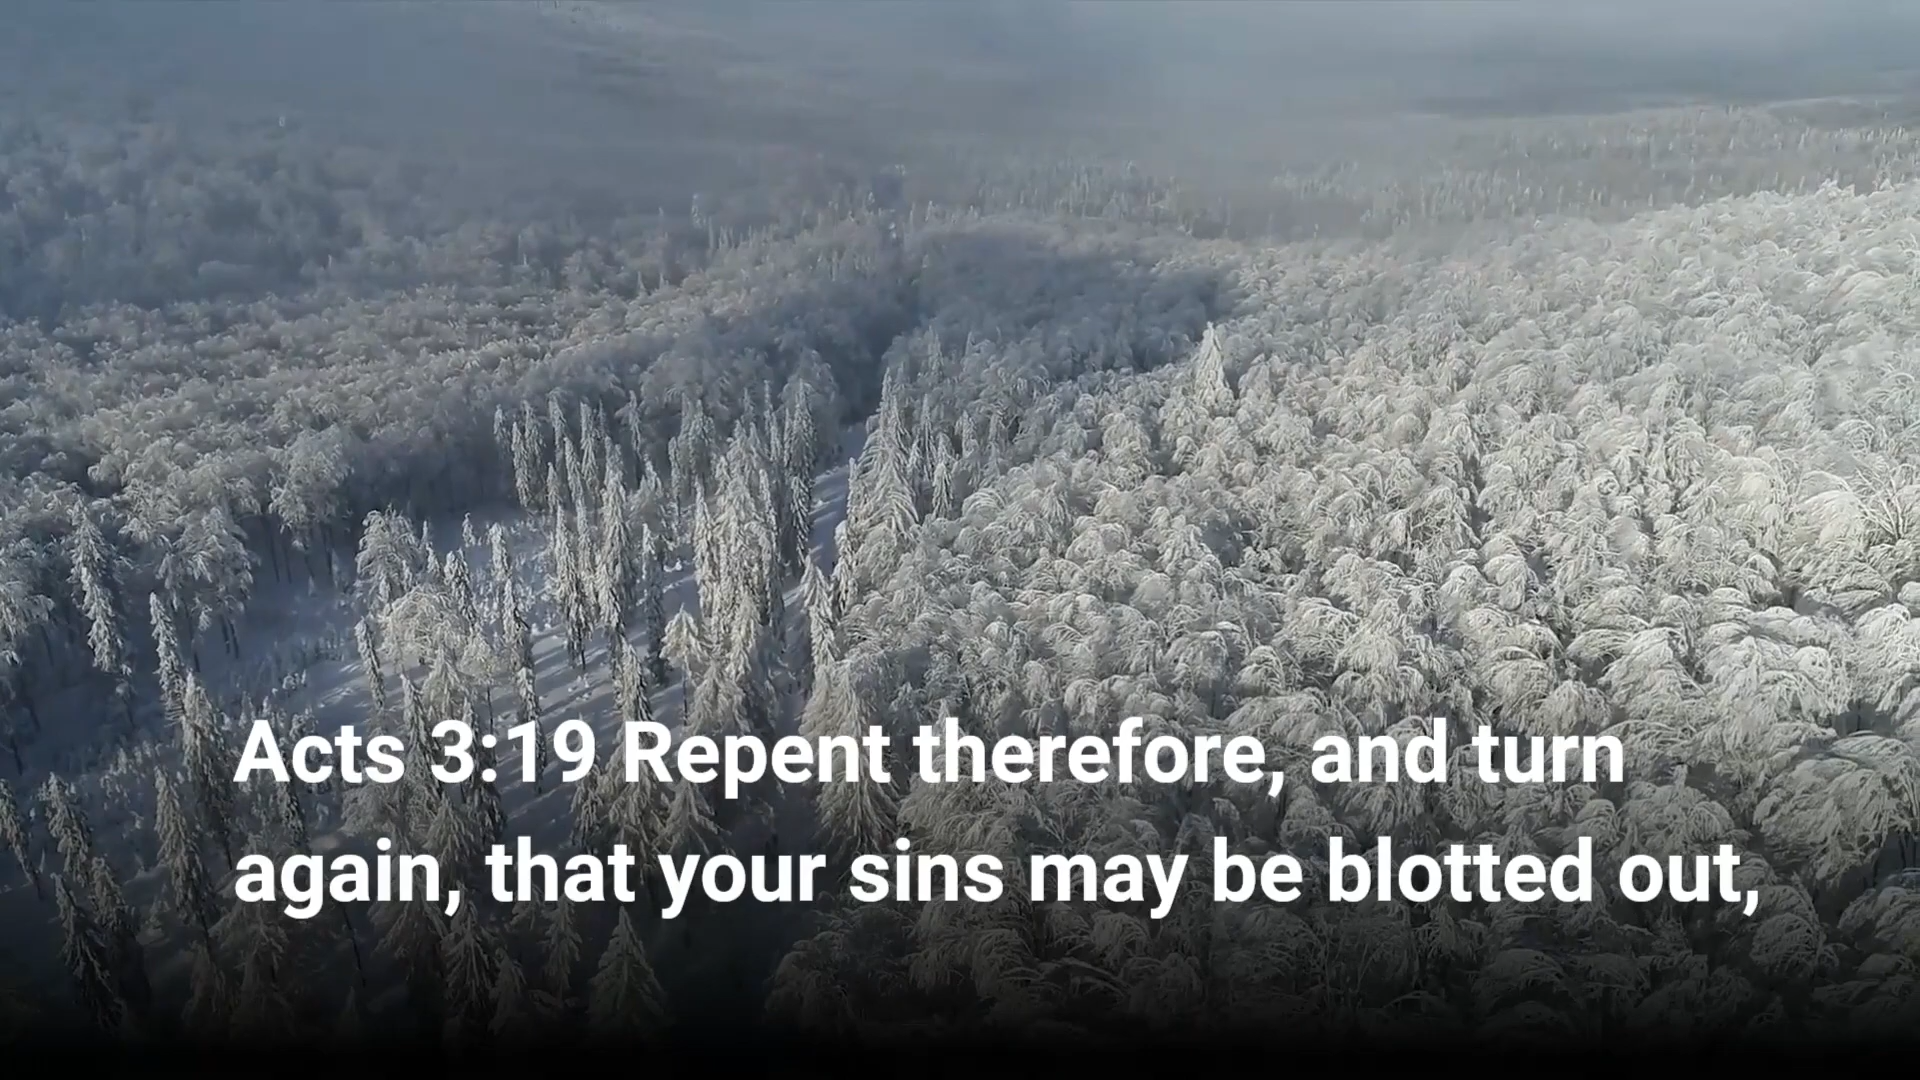 Acts 3:19 Repent therefore, and turn
again, that your sins may be blotted out,